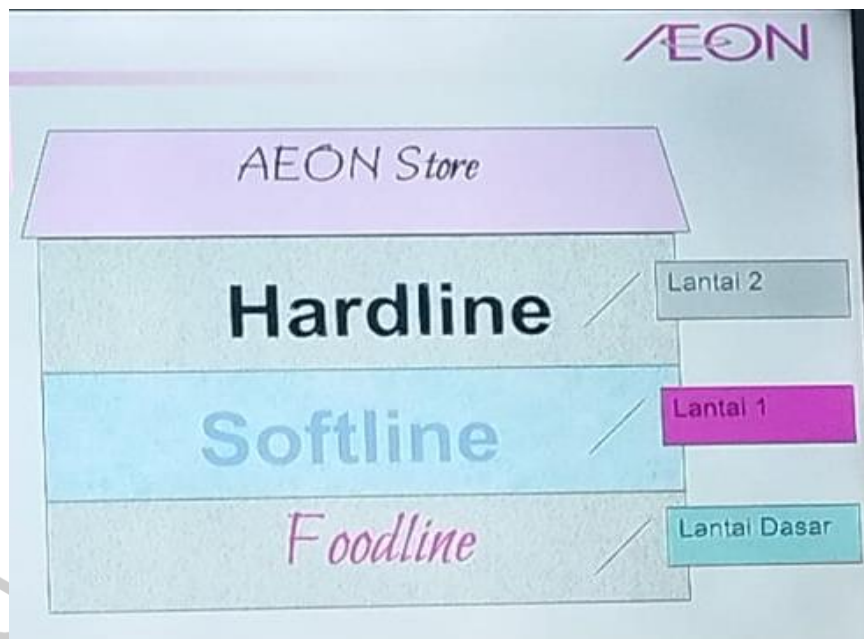 ÆON
AEON Store
Hardline
Lantai 2
Softline
Lantai 1
Foodline
Lantai Dasar